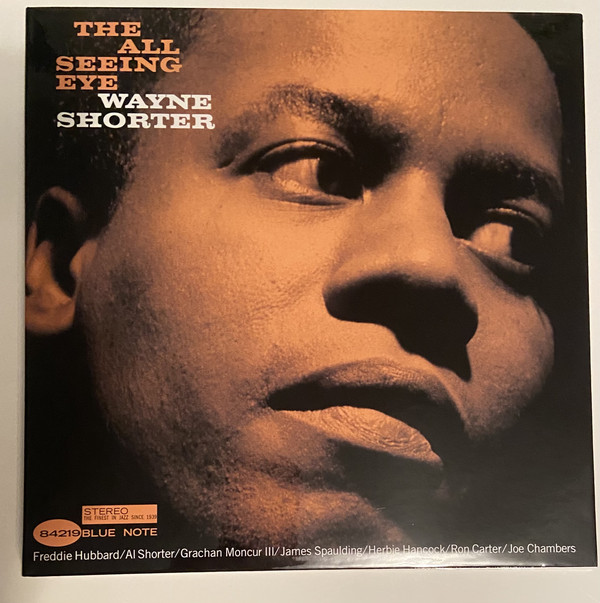 THE
ALL
SEEING
EYE
WAYNE
SHORTER
STEREO
THE FINEST IN JAZZ SINCE 1939
84219 BLUE NOTE
Freddie Hubbard/Al Shorter/Grachan Moncur III/James Spaulding/Herbie Hancock/Ron Carter/Joe Chambers